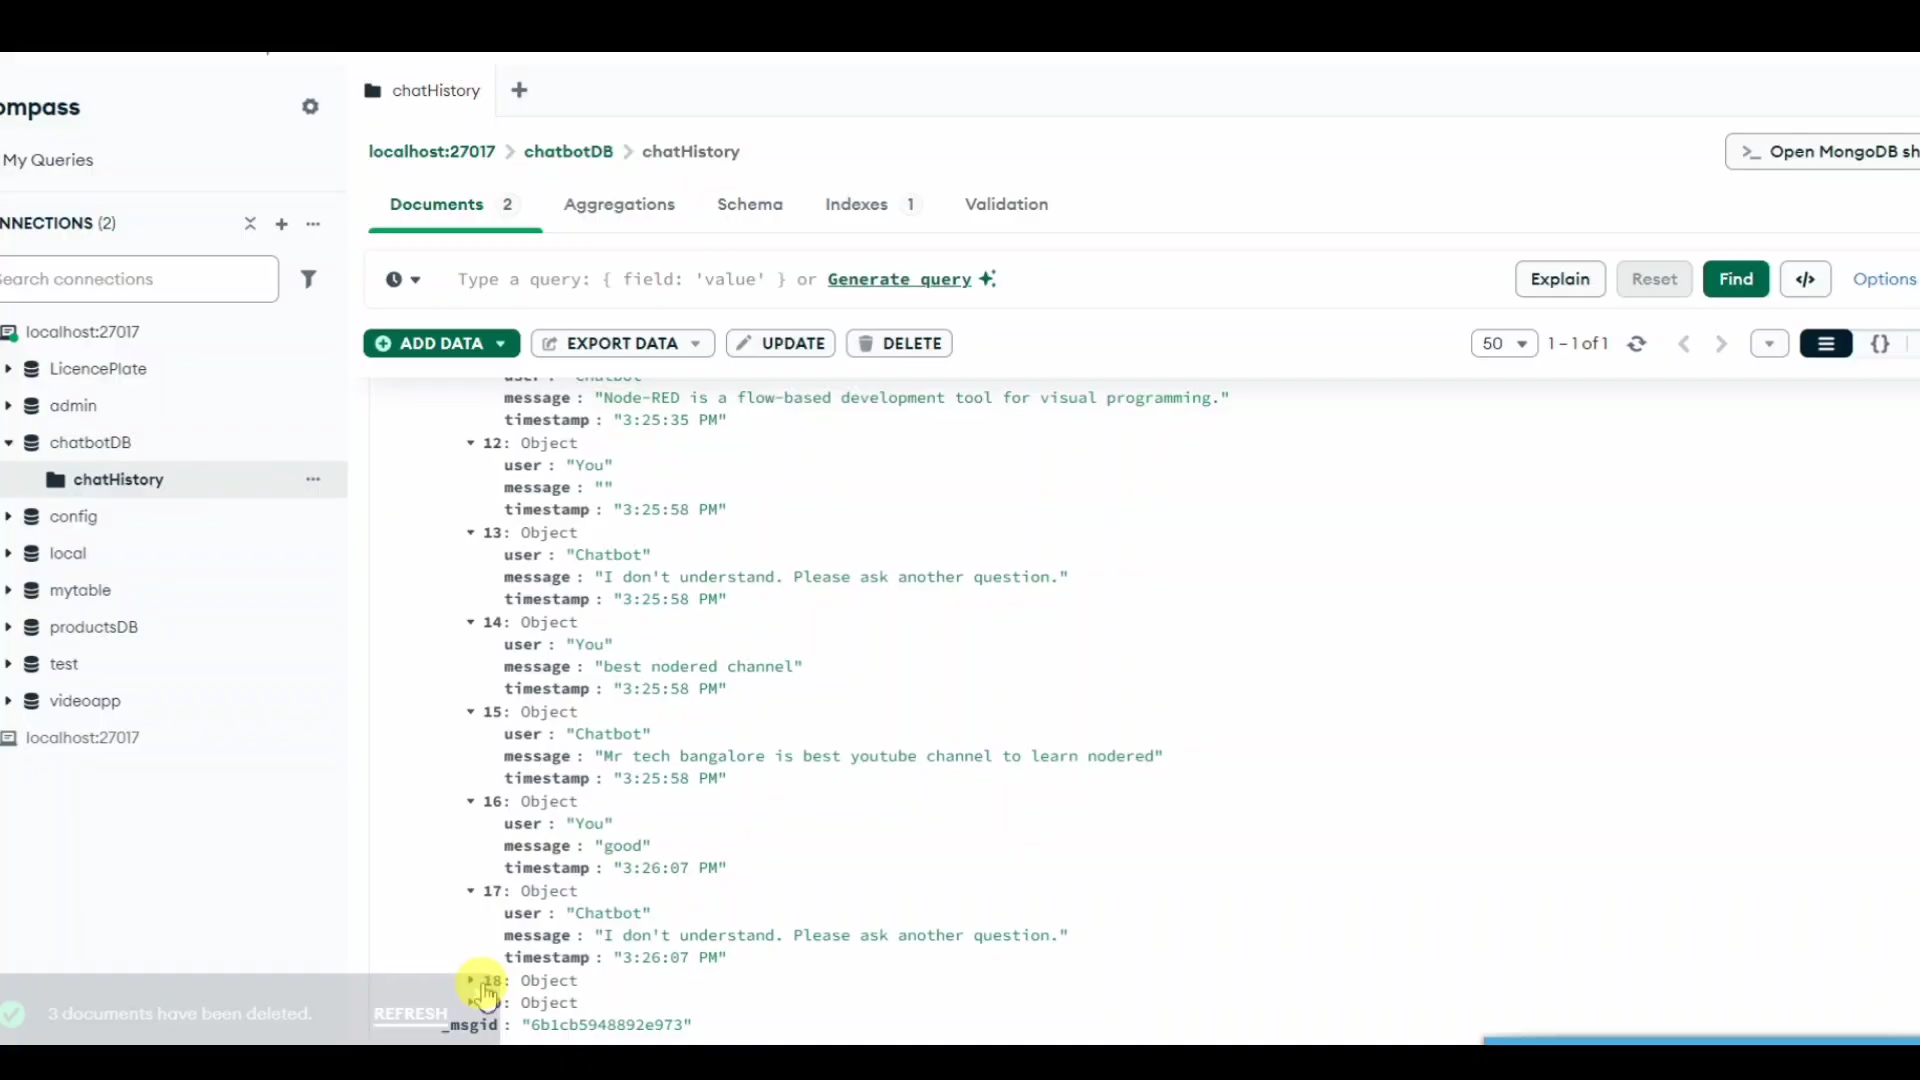 ompass
My Queries
NNECTIONS (2)
Search connections
localhost:27017
LicencePlate
admin
chatbotDB
chatHistory
config
local
mytable
productsDB
test
videoapp
localhost:27017
3 documents have been deleted. REFRESH
chatHistory
localhost:27017 > chatbotDB > chatHistory
>_ Open MongoDB sh
Documents 2 Aggregations Schema Indexes 1 Validation
Type a query: { field: 'value' } or Generate query
Explain Reset Find </> Options
ADD DATA EXPORT DATA UPDATE DELETE
50 1 – 1 of 1 {}
user : "Chatbot"
message : "Node-RED is a flow-based development tool for visual programming."
timestamp : "3:25:35 PM"
12: Object
user : "You"
message : ""
timestamp : "3:25:58 PM"
13: Object
user : "Chatbot"
message : "I don't understand. Please ask another question."
timestamp : "3:25:58 PM"
14: Object
user : "You"
message : "best nodered channel"
timestamp : "3:25:58 PM"
15: Object
user : "Chatbot"
message : "Mr tech bangalore is best youtube channel to learn nodered"
timestamp : "3:25:58 PM"
16: Object
user : "You"
message : "good"
timestamp : "3:26:07 PM"
17: Object
user : "Chatbot"
message : "I don't understand. Please ask another question."
timestamp : "3:26:07 PM"
18: Object
: Object
_msgid : "6b1cb5948892e973"